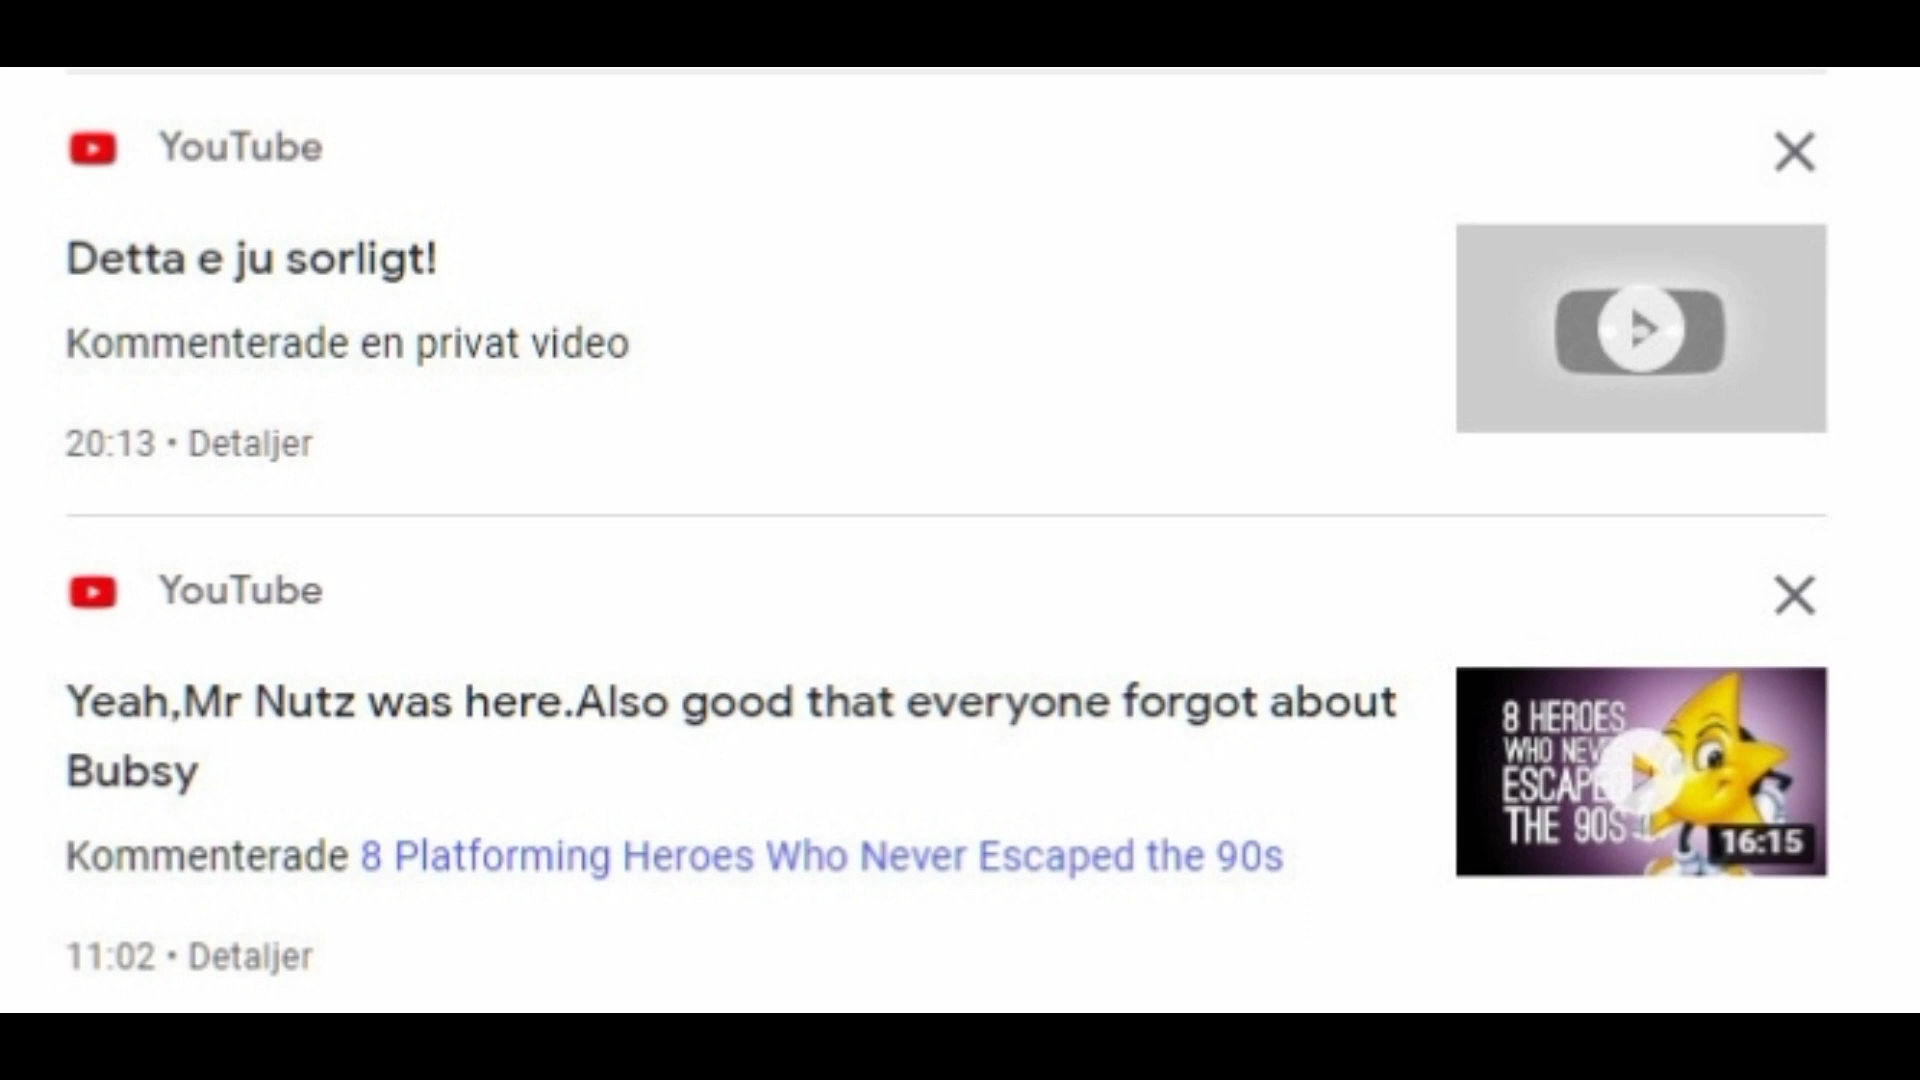 YouTube
Detta e ju sorligt!
Kommenterade en privat video
20:13 • Detaljer
YouTube
Yeah,Mr Nutz was here.Also good that everyone forgot about
Bubsy
Kommenterade 8 Platforming Heroes Who Never Escaped the 90s
11:02 • Detaljer
8 HEROES
WHO NEVER
ESCAPED
THE 90S
16:15